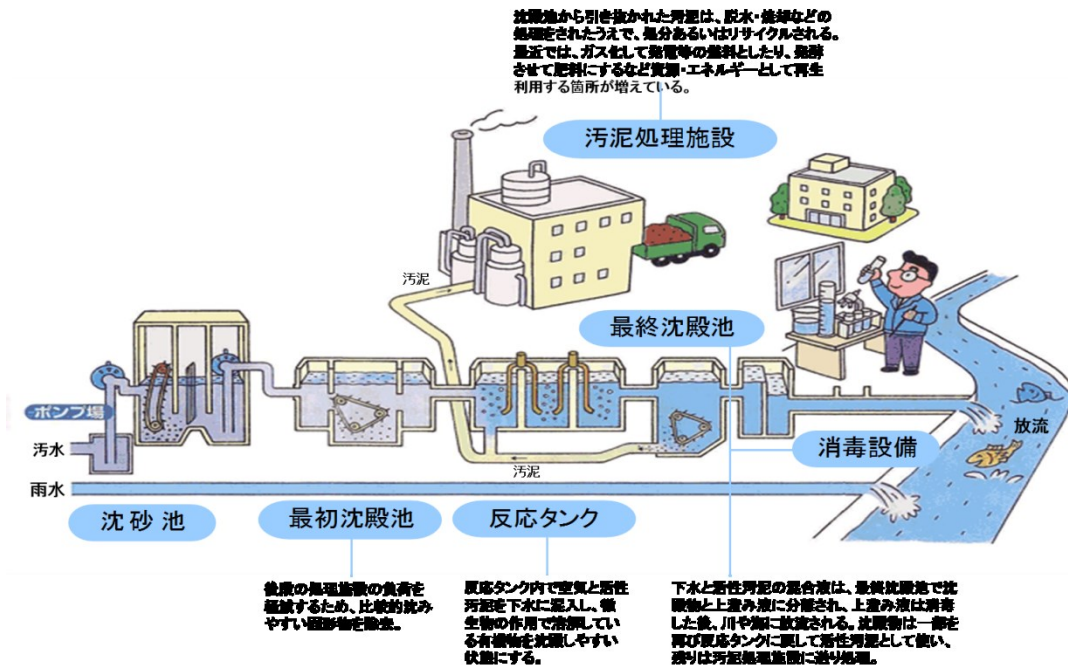 沈殿池から引き抜かれた汚泥は、脱水・焼却などの
処理をされたうえで、処分あるいはリサイクルされる。
最近では、ガス化して発電等の燃料としたり、発酵
させて肥料にするなど資源・エネルギーとして再生
利用する箇所が増えている。
汚泥処理施設
汚泥
最終沈殿池
ポンプ場
放流
汚水
消毒設備
汚泥
雨水
沈砂池
最初沈殿池
反応タンク
後段の処理施設の負荷を
軽減するため、比較的沈み
やすい固形物を除去。
反応タンク内で空気と活性
汚泥を下水に混入し、微
生物の作用で溶解してい
る有機物を沈殿しやすい
状態にする。
下水と活性汚泥の混合液は、最終沈殿池で沈
殿物と上澄み液に分離され、上澄み液は消毒
した後、川や海に放流される。沈殿物は一部を
再び反応タンクに戻して活性汚泥として使い、
残りは汚泥処理施設に送り処理。